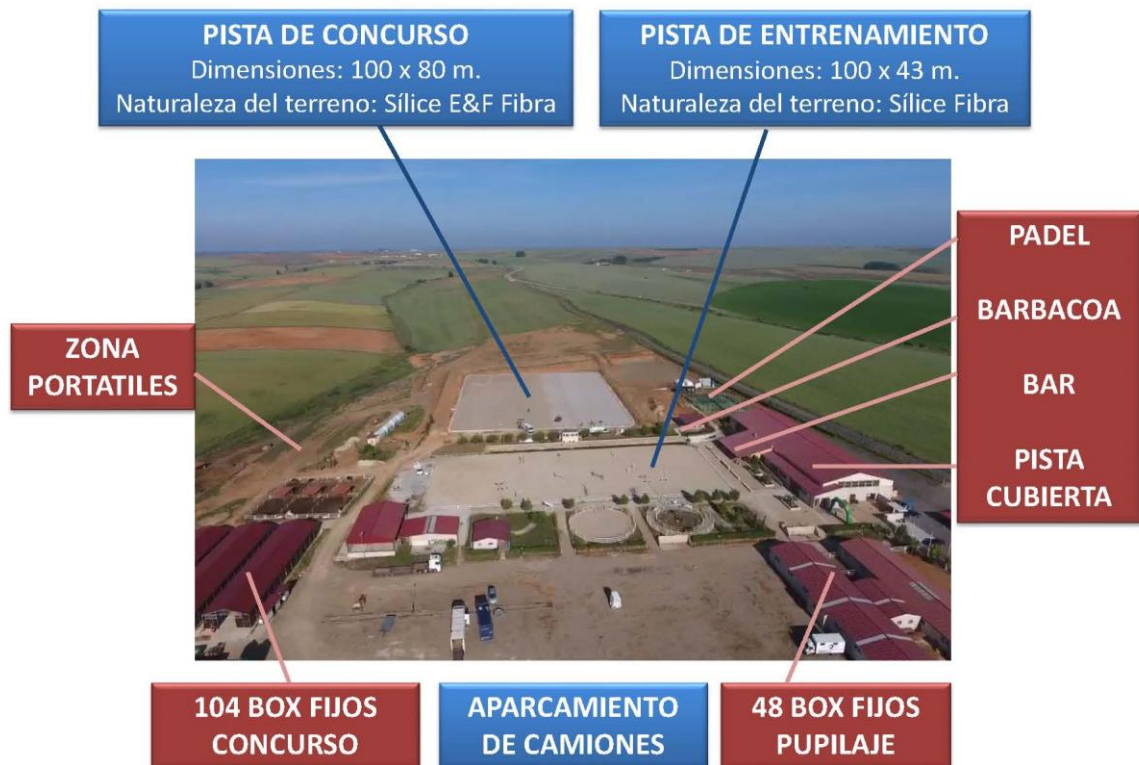 PISTA DE CONCURSO
Dimensiones: 100 x 80 m.
Naturaleza del terreno: Sílice E&F Fibra
PISTA DE ENTRENAMIENTO
Dimensiones: 100 x 43 m.
Naturaleza del terreno: Sílice Fibra
PADEL
BARBACOA
BAR
PISTA
CUBIERTA
ZONA
PORTATILES
104 BOX FIJOS
CONCURSO
APARCAMIENTO
DE CAMIONES
48 BOX FIJOS
PUPILAJE